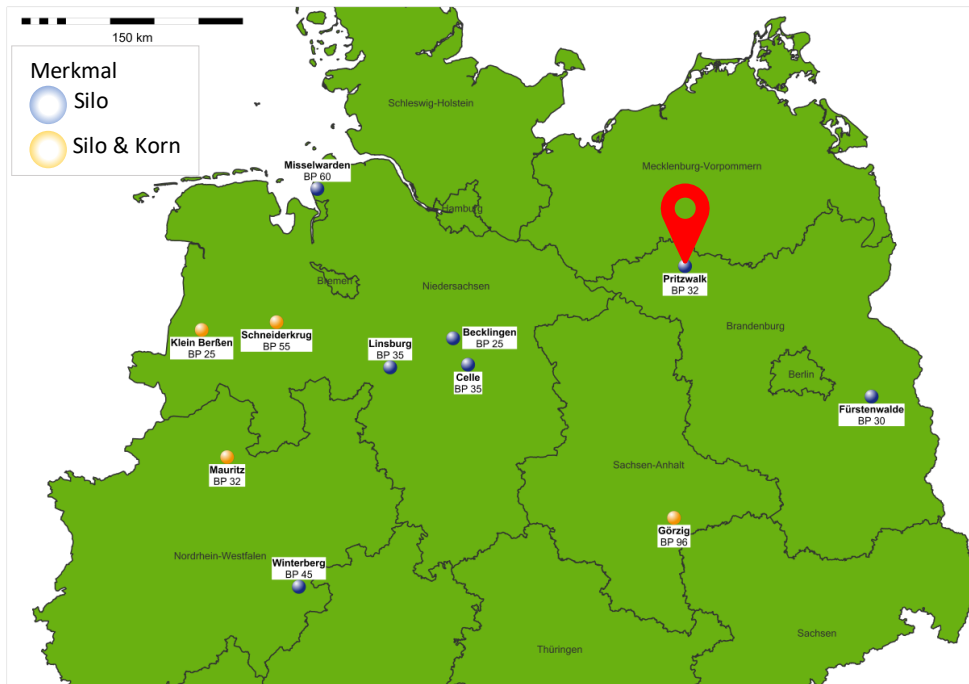 150 km
Merkmal
Silo
Silo & Korn
Schleswig-Holstein
Mecklenburg-Vorpommern
Misselwarden
BP 60
Hamburg
Bremen
Niedersachsen
Pritzwalk
BP 32
Brandenburg
Klein Berßen
BP 25
Schneiderkrug
BP 55
Linsburg
BP 35
Becklingen
BP 25
Celle
BP 35
Berlin
Fürstenwalde
BP 30
Mauritz
BP 32
Sachsen-Anhalt
Görzig
BP 96
Nordrhein-Westfalen
Winterberg
BP 45
Thüringen
Sachsen